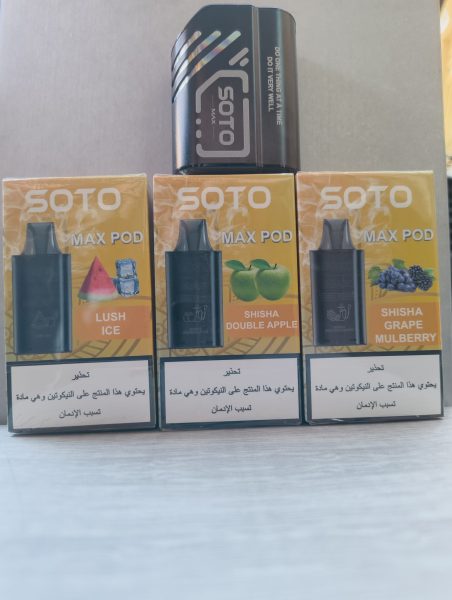 SOTO
MAX
DO ONE THING AT A TIME
DO IT VERY WELL
SOTO
MAX POD
LUSH
ICE
تحذير
يحتوي هذا المنتج على النيكوتين وهي مادة
تسبب الإدمان
SOTO
MAX POD
SHISHA
DOUBLE APPLE
تحذير
يحتوي هذا المنتج على النيكوتين وهي مادة
تسبب الإدمان
SOTO
MAX POD
SHISHA
GRAPE
MULBERRY
تحذير
يحتوي هذا المنتج على النيكوتين وهي مادة
تسبب الإدمان